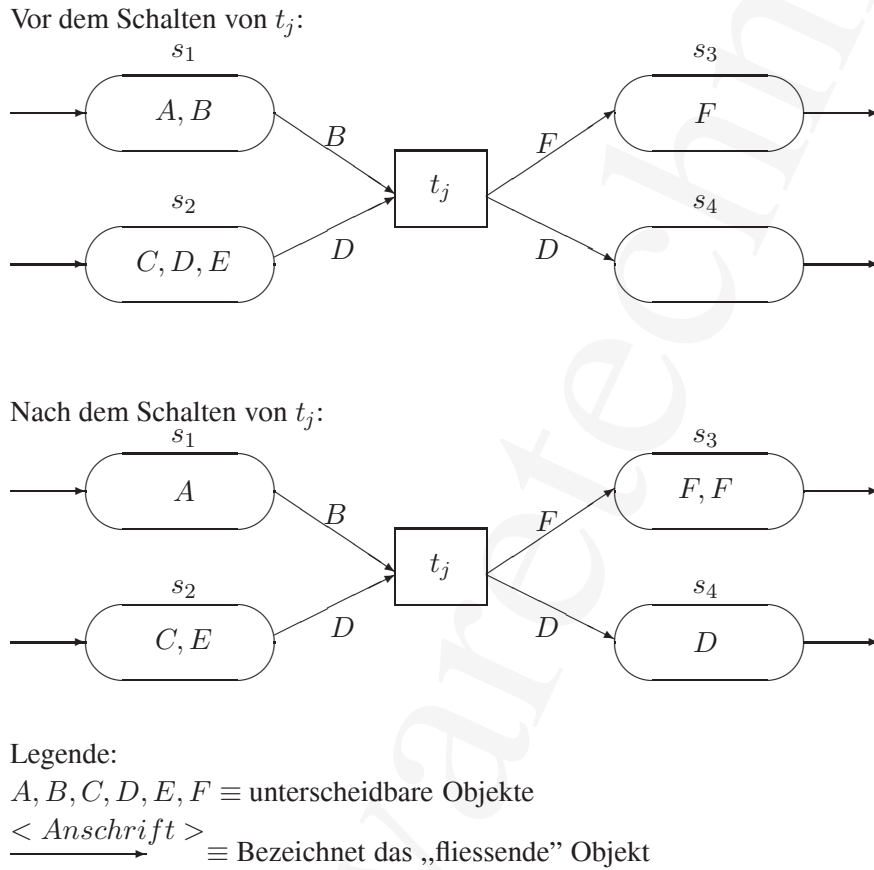 Vor dem Schalten von t_j:
s_1 s_3
A, B F
B F
t_j
s_2 s_4
D D
C, D, E
Nach dem Schalten von t_j:
s_1 s_3
A F, F
B F
t_j
s_2 s_4
D D
C, E D
Legende:
A, B, C, D, E, F ≡ unterscheidbare Objekte
< Anschrift >
≡ Bezeichnet das „fliessende” Objekt